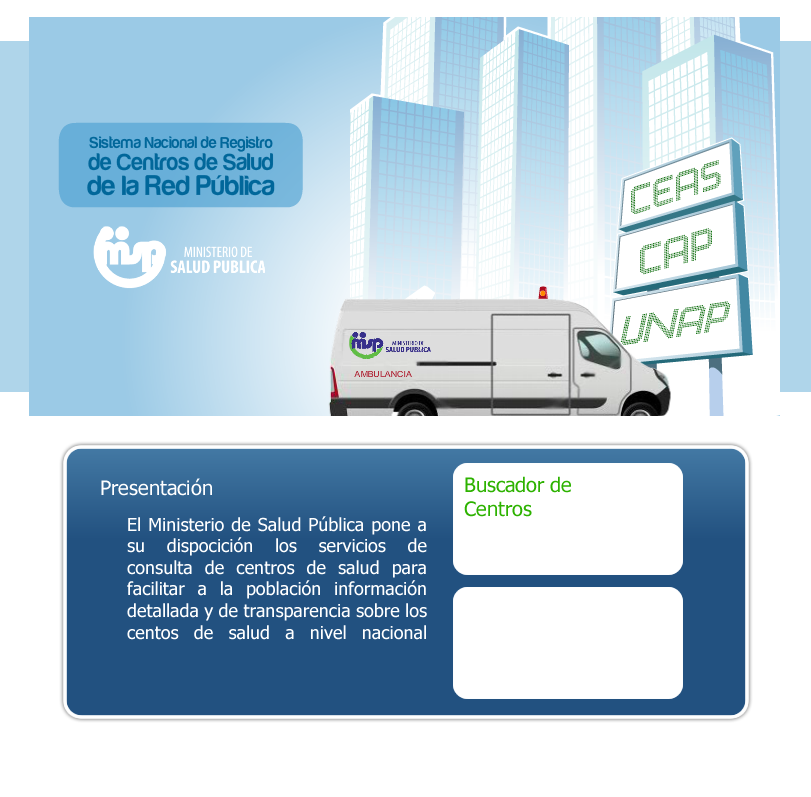 Sistema Nacional de Registro
de Centros de Salud
de la Red Pública
msp MINISTERIO DE
SALUD PUBLICA
CEAS
CAP
UNAP
msp MINISTERIO DE
SALUD PUBLICA
AMBULANCIA
Presentación
El Ministerio de Salud Pública pone a
su dispocición los servicios de
consulta de centros de salud para
facilitar a la población información
detallada y de transparencia sobre los
centos de salud a nivel nacional
Buscador de
Centros